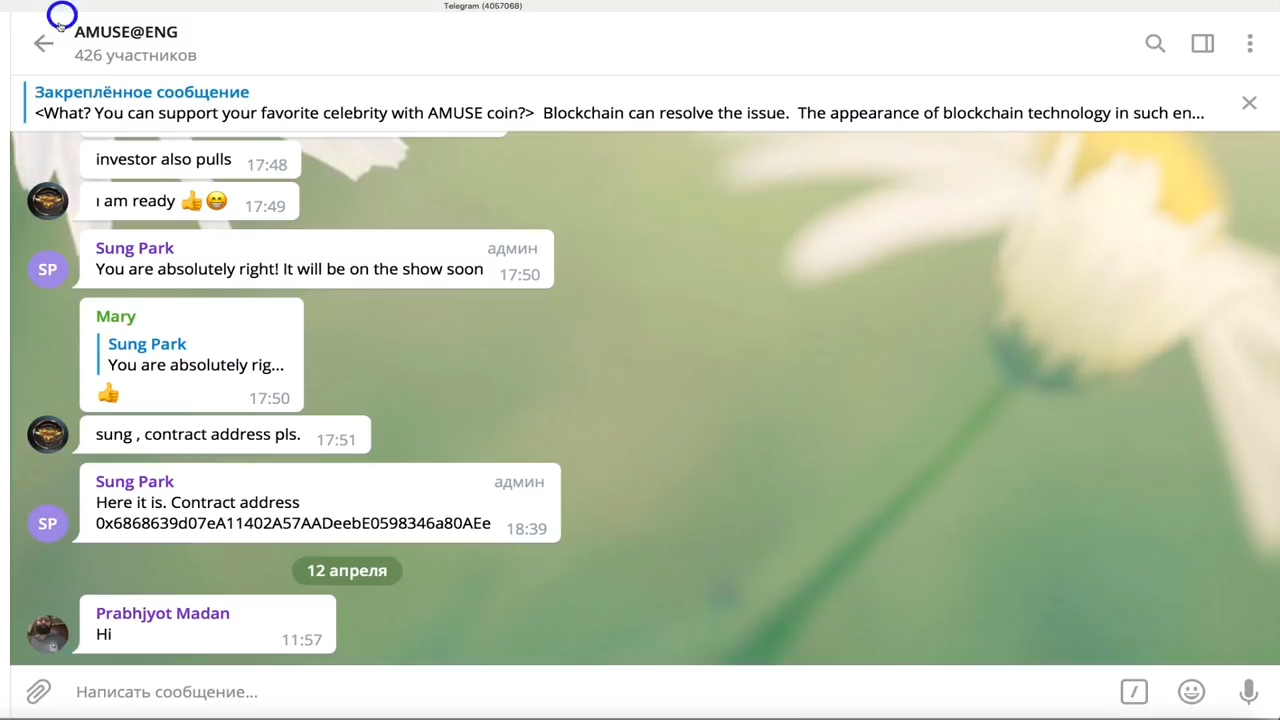 Telegram (4057068)
AMUSE@ENG
426 участников
Закреплённое сообщение
<What? You can support your favorite celebrity with AMUSE coin?> Blockchain can resolve the issue. The appearance of blockchain technology in such en...
investor also pulls 17:48
ı am ready 👍😁 17:49
Sung Park админ
SP You are absolutely right! It will be on the show soon 17:50
Mary
Sung Park
You are absolutely rig...
👍 17:50
sung , contract address pls. 17:51
Sung Park админ
Here it is. Contract address
SP 0x6868639d07eA11402A57AADeebE0598346a80AEe 18:39
12 апреля
Prabhjyot Madan
Hi 11:57
Написать сообщение...